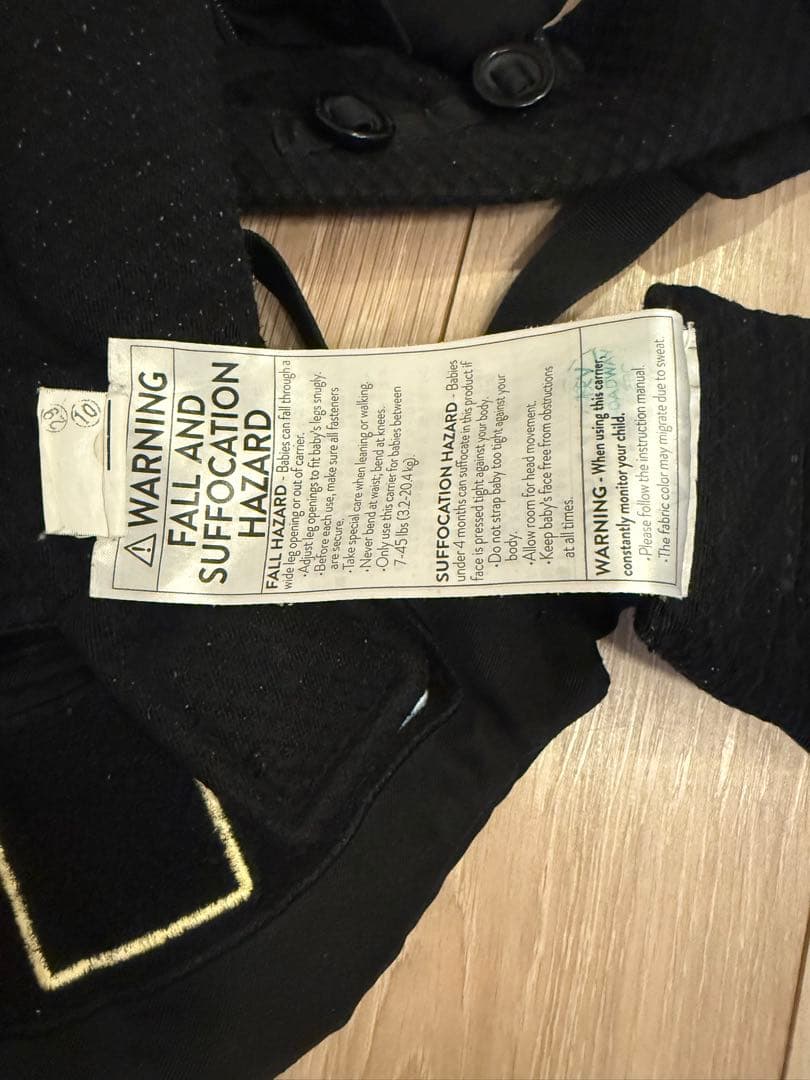 29
10
WARNING
FALL AND
SUFFOCATION
HAZARD
FALL HAZARD - Babies can fall through a
wide leg opening or out of carrier.
•Adjust leg openings to fit baby's legs snugly.
•Before each use, make sure all fasteners
are secure.
•Take special care when leaning or walking.
•Never bend at waist; bend at knees.
•Only use this carrier for babies between
7-45 lbs (3.2-20.4 kg).
SUFFOCATION HAZARD - Babies
under 4 months can suffocate in this product if
face is pressed tight against your body.
•Do not strap baby too tight against your
body.
•Allow room for head movement.
•Keep baby's face free from obstructions
at all times.
WARNING - When using this carrier,
constantly monitor your child.
•Please follow the instruction manual.
•The fabric color may migrate due to sweat.